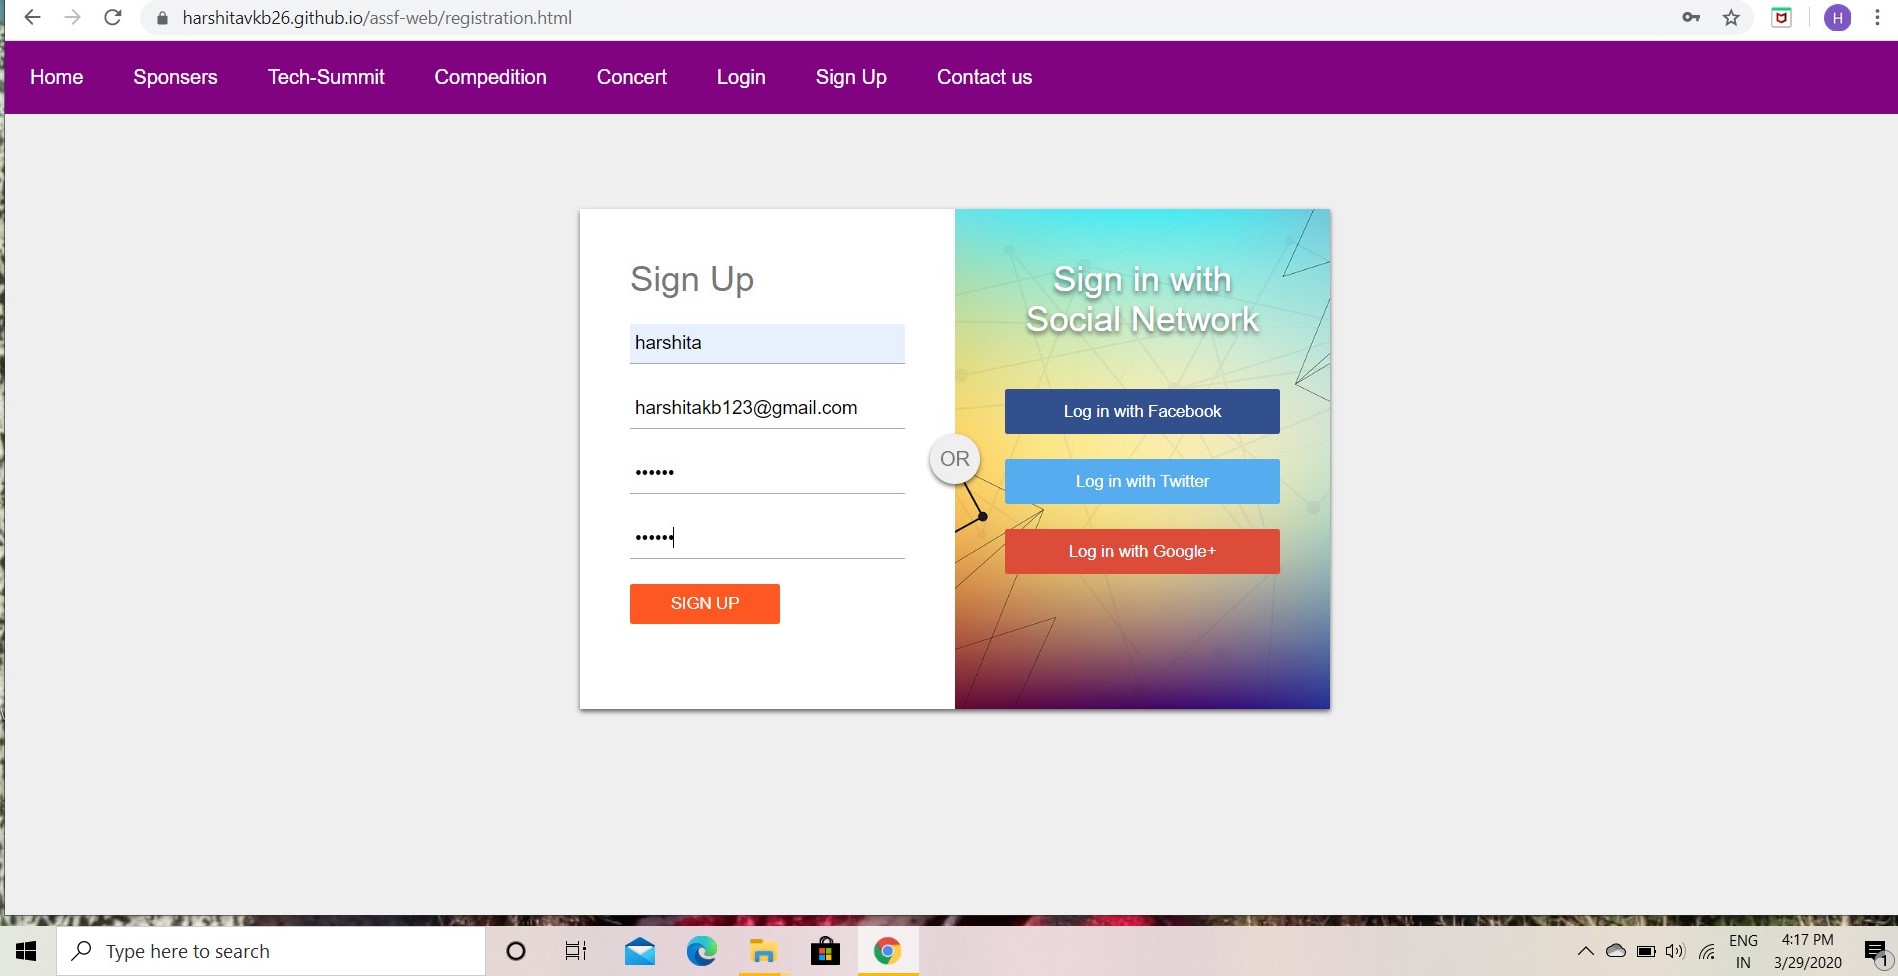 harshitavkb26.github.io/assf-web/registration.html
H
Home Sponsers Tech-Summit Compedition Concert Login Sign Up Contact us
Sign Up
harshita
harshitakb123@gmail.com
••••••
••••••
SIGN UP
OR
Sign in with
Social Network
Log in with Facebook
Log in with Twitter
Log in with Google+
Type here to search
ENG
IN
4:17 PM
3/29/2020
1